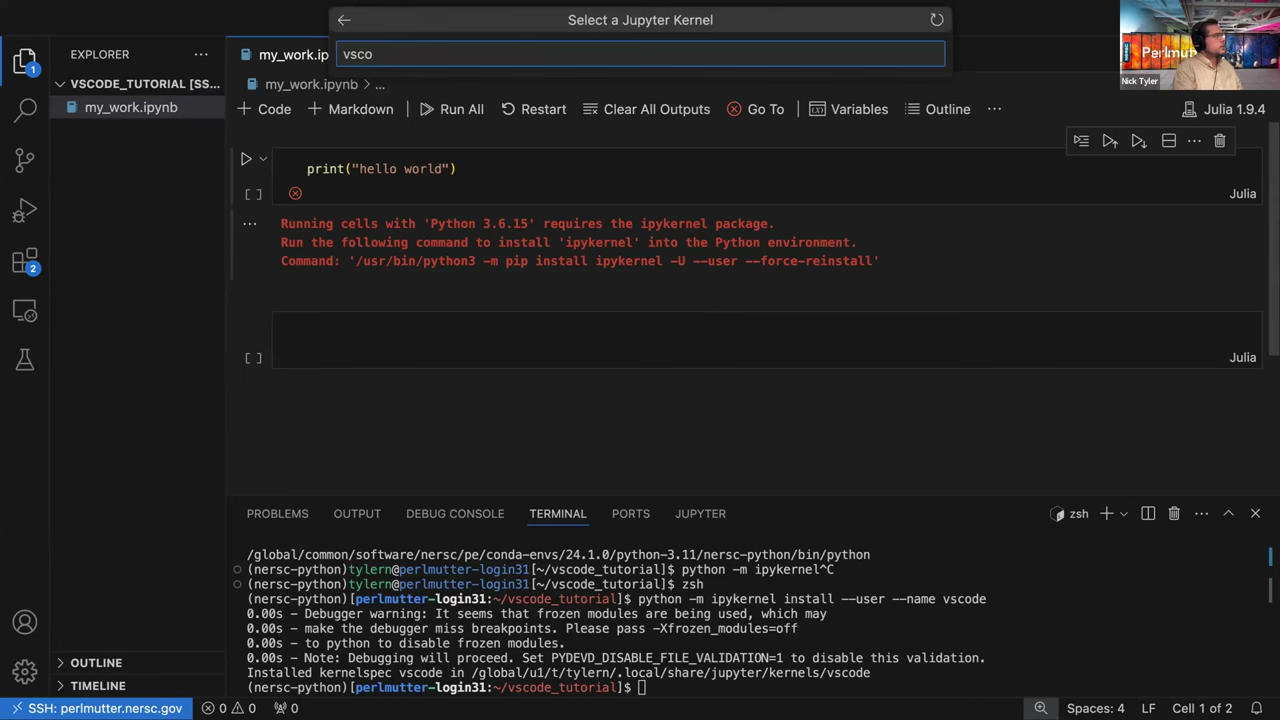 Select a Jupyter Kernel
vsco
Perlmut
Nick Tyler
EXPLORER
VSCODE_TUTORIAL [SS...
my_work.ipynb
my_work.ipynb
my_work.ipynb > ...
Code
Markdown
Run All
Restart
Clear All Outputs
Go To
Variables
Outline
Julia 1.9.4
print("hello world")
[ ]
Julia
Running cells with 'Python 3.6.15' requires the ipykernel package.
Run the following command to install 'ipykernel' into the Python environment.
Command: '/usr/bin/python3 -m pip install ipykernel -U --user --force-reinstall'
[ ]
Julia
1
2
PROBLEMS
OUTPUT
DEBUG CONSOLE
TERMINAL
PORTS
JUPYTER
zsh
/global/common/software/nersc/pe/conda-envs/24.1.0/python-3.11/nersc-python/bin/python
(nersc-python)tylern@perlmutter-login31[~/vscode_tutorial]$ python -m ipykernel^C
(nersc-python)tylern@perlmutter-login31[~/vscode_tutorial]$ zsh
(nersc-python)[perlmutter-login31:~/vscode_tutorial]$ python -m ipykernel install --user --name vscode
0.00s - Debugger warning: It seems that frozen modules are being used, which may
0.00s - make the debugger miss breakpoints. Please pass -Xfrozen_modules=off
0.00s - to python to disable frozen modules.
0.00s - Note: Debugging will proceed. Set PYDEVD_DISABLE_FILE_VALIDATION=1 to disable this validation.
Installed kernelspec vscode in /global/u1/t/tylern/.local/share/jupyter/kernels/vscode
(nersc-python)[perlmutter-login31:~/vscode_tutorial]$
OUTLINE
TIMELINE
SSH: perlmutter.nersc.gov
0
0
0
Spaces: 4
LF
Cell 1 of 2